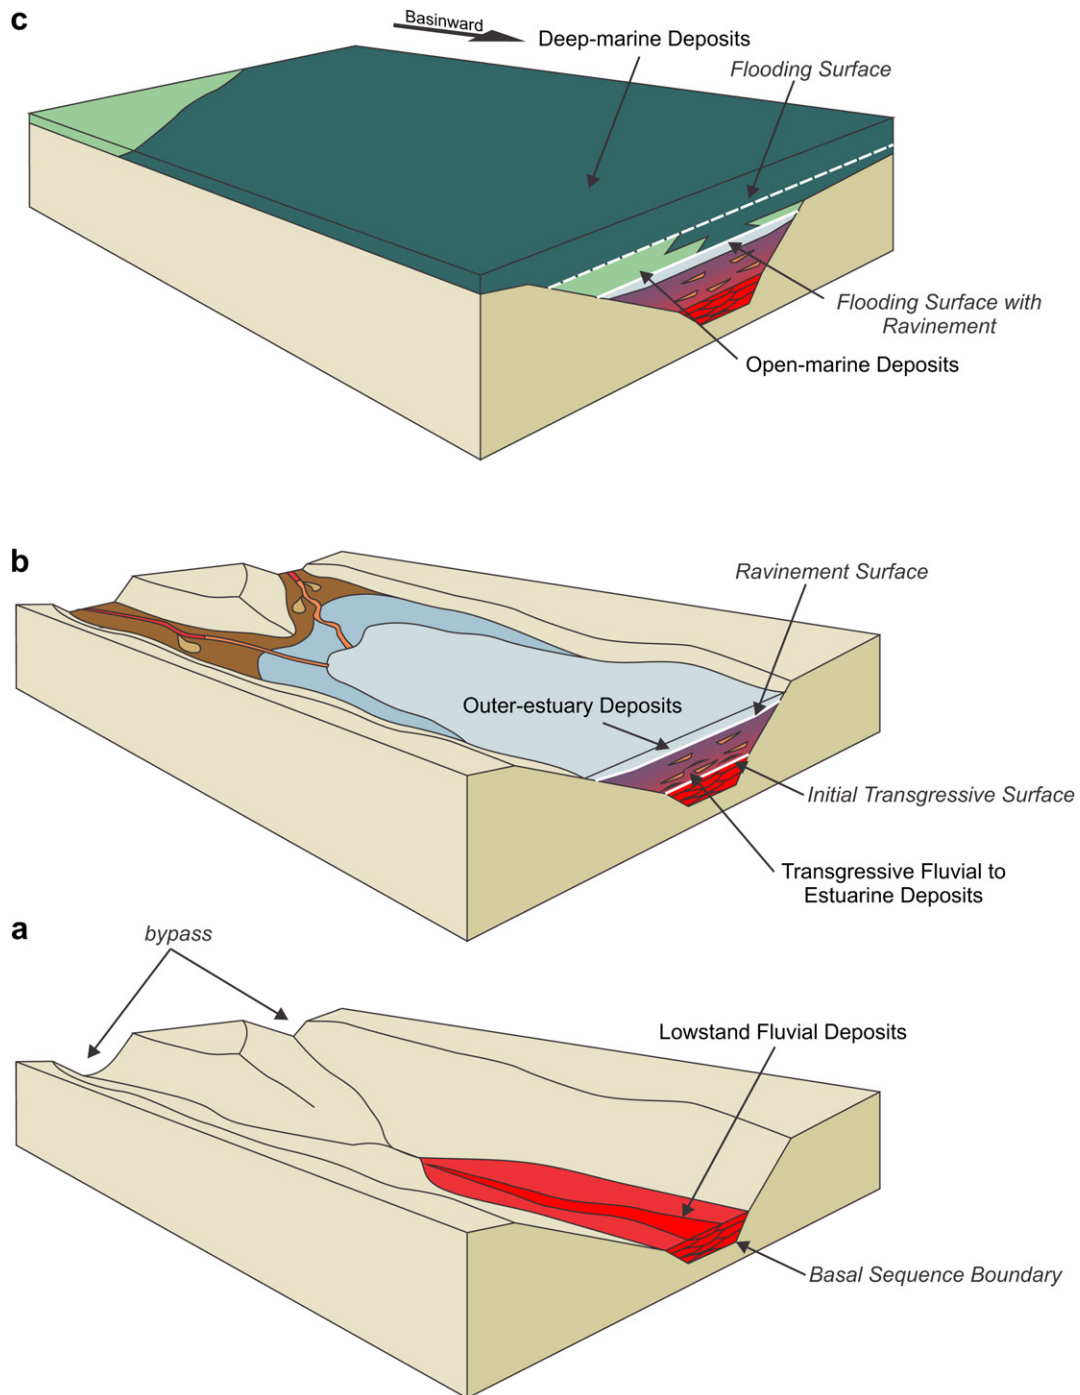 c
Basinward
Deep-marine Deposits
Flooding Surface
Flooding Surface with
Ravinement
Open-marine Deposits
b
Ravinement Surface
Outer-estuary Deposits
Initial Transgressive Surface
Transgressive Fluvial to
Estuarine Deposits
a
bypass
Lowstand Fluvial Deposits
Basal Sequence Boundary